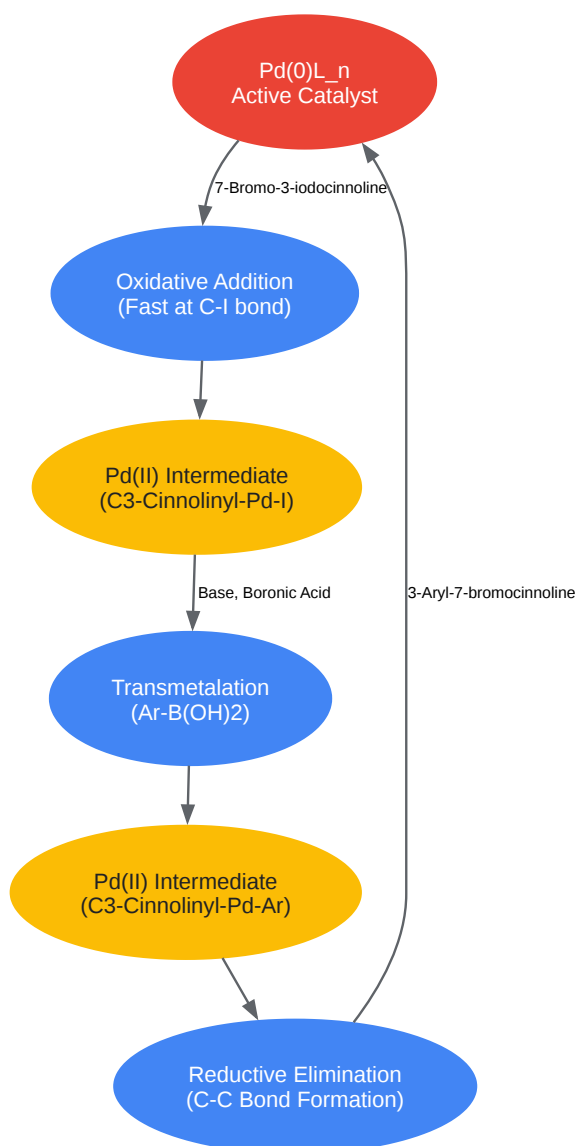 Pd(0)L_n
Active Catalyst
7-Bromo-3-iodocinnoline
Oxidative Addition
(Fast at C-I bond)
Pd(II) Intermediate
(C3-Cinnolinyl-Pd-I)
Base, Boronic Acid
3-Aryl-7-bromocinnoline
Transmetalation
(Ar-B(OH)2)
Pd(II) Intermediate
(C3-Cinnolinyl-Pd-Ar)
Reductive Elimination
(C-C Bond Formation)